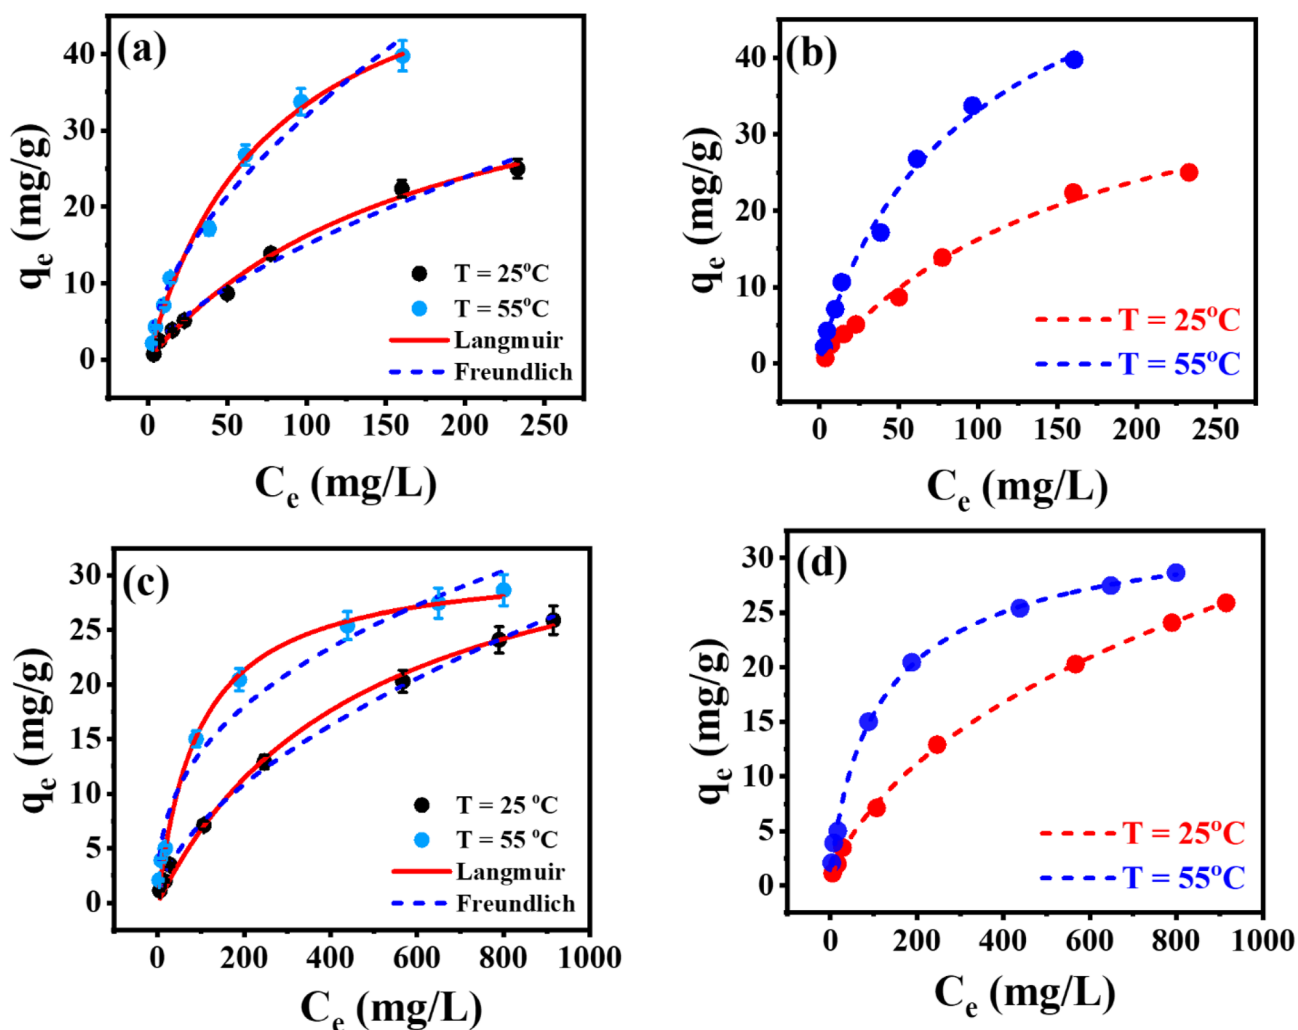 (a)
40
30
20
10
0
qe (mg/g)
T = 25°C
T = 55°C
Langmuir
Freundlich
0 50 100 150 200 250
Ce (mg/L)
(b)
40
30
20
10
0
qe (mg/g)
T = 25°C
T = 55°C
0 50 100 150 200 250
Ce (mg/L)
(c)
30
25
20
15
10
5
0
qe (mg/g)
T = 25 °C
T = 55 °C
Langmuir
Freundlich
0 200 400 600 800 1000
Ce (mg/L)
(d)
30
25
20
15
10
5
0
qe (mg/g)
T = 25°C
T = 55°C
0 200 400 600 800 1000
Ce (mg/L)